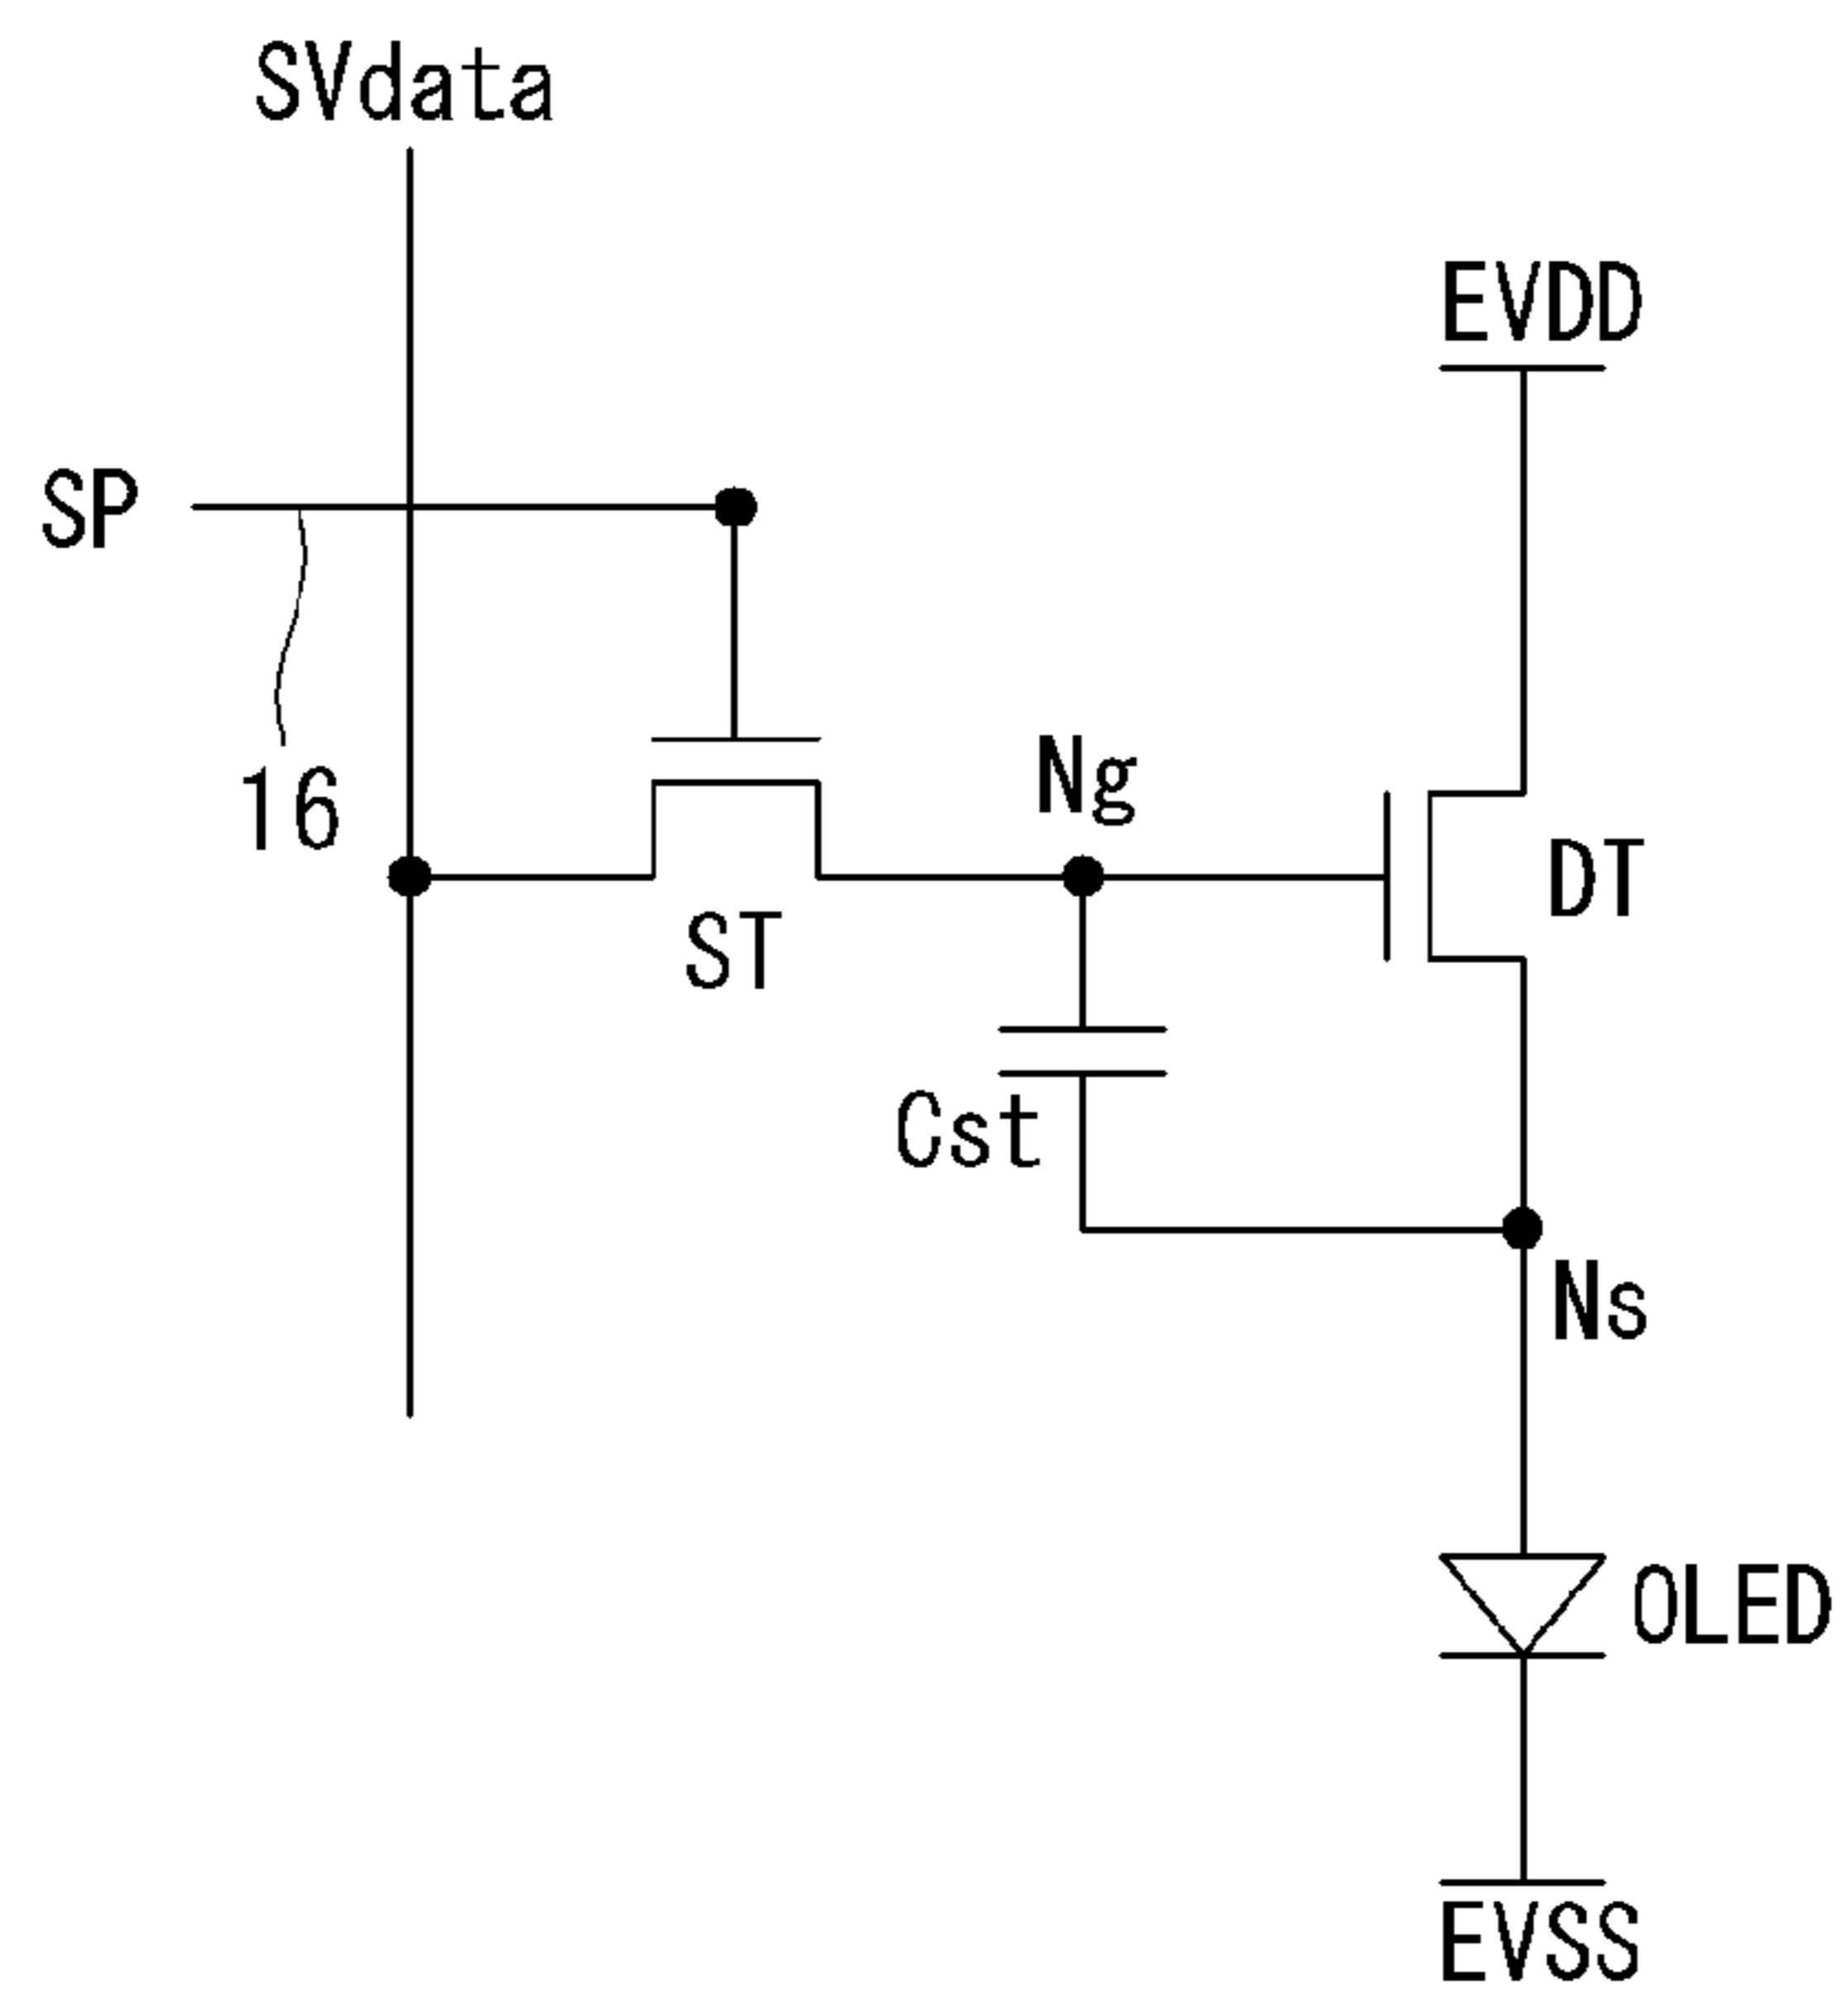 SVdata
EVDD
SP
Ng
16
DT
ST
Cst
Ns
OLED
EVSS